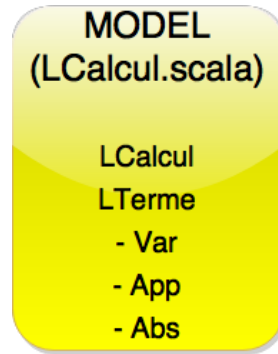 MODEL
(LCalcul.scala)
LCalcul
LTerme
- Var
- App
- Abs